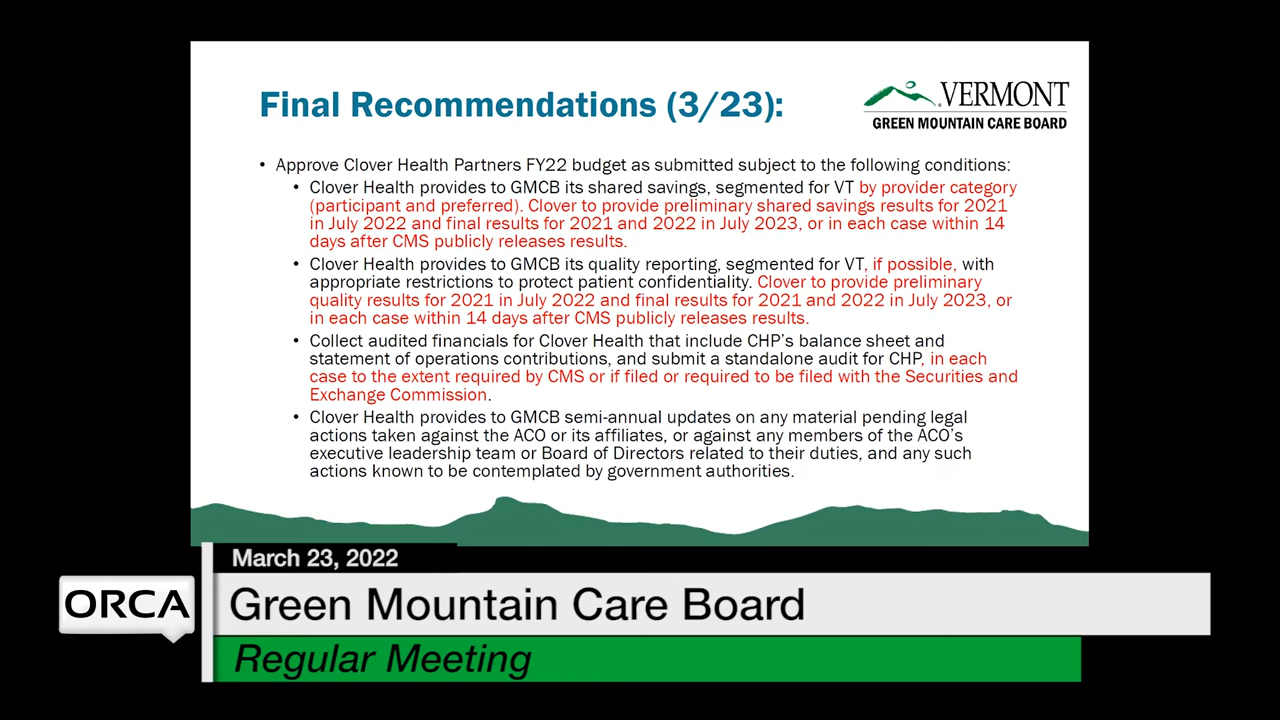 Final Recommendations (3/23):
VERMONT
GREEN MOUNTAIN CARE BOARD
• Approve Clover Health Partners FY22 budget as submitted subject to the following conditions:
• Clover Health provides to GMCB its shared savings, segmented for VT by provider category
(participant and preferred). Clover to provide preliminary shared savings results for 2021
in July 2022 and final results for 2021 and 2022 in July 2023, or in each case within 14
days after CMS publicly releases results.
• Clover Health provides to GMCB its quality reporting, segmented for VT, if possible, with
appropriate restrictions to protect patient confidentiality. Clover to provide preliminary
quality results for 2021 in July 2022 and final results for 2021 and 2022 in July 2023, or
in each case within 14 days after CMS publicly releases results.
• Collect audited financials for Clover Health that include CHP's balance sheet and
statement of operations contributions, and submit a standalone audit for CHP, in each
case to the extent required by CMS or if filed or required to be filed with the Securities and
Exchange Commission.
• Clover Health provides to GMCB semi-annual updates on any material pending legal
actions taken against the ACO or its affiliates, or against any members of the ACO's
executive leadership team or Board of Directors related to their duties, and any such
actions known to be contemplated by government authorities.
March 23, 2022
ORCA
Green Mountain Care Board
Regular Meeting